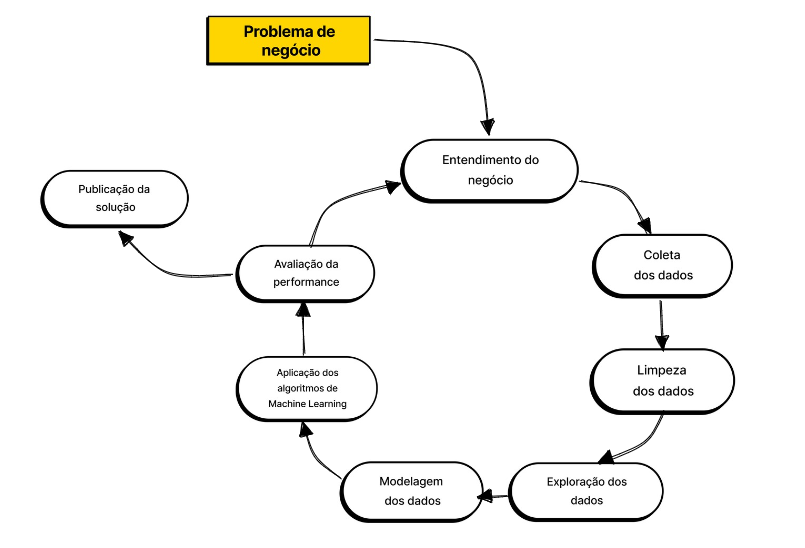 Problema de
negócio
Entendimento do
negócio
Coleta
dos dados
Limpeza
dos dados
Exploração dos
dados
Modelagem
dos dados
Aplicação dos
algoritmos de
Machine Learning
Avaliação da
performance
Publicação da
solução